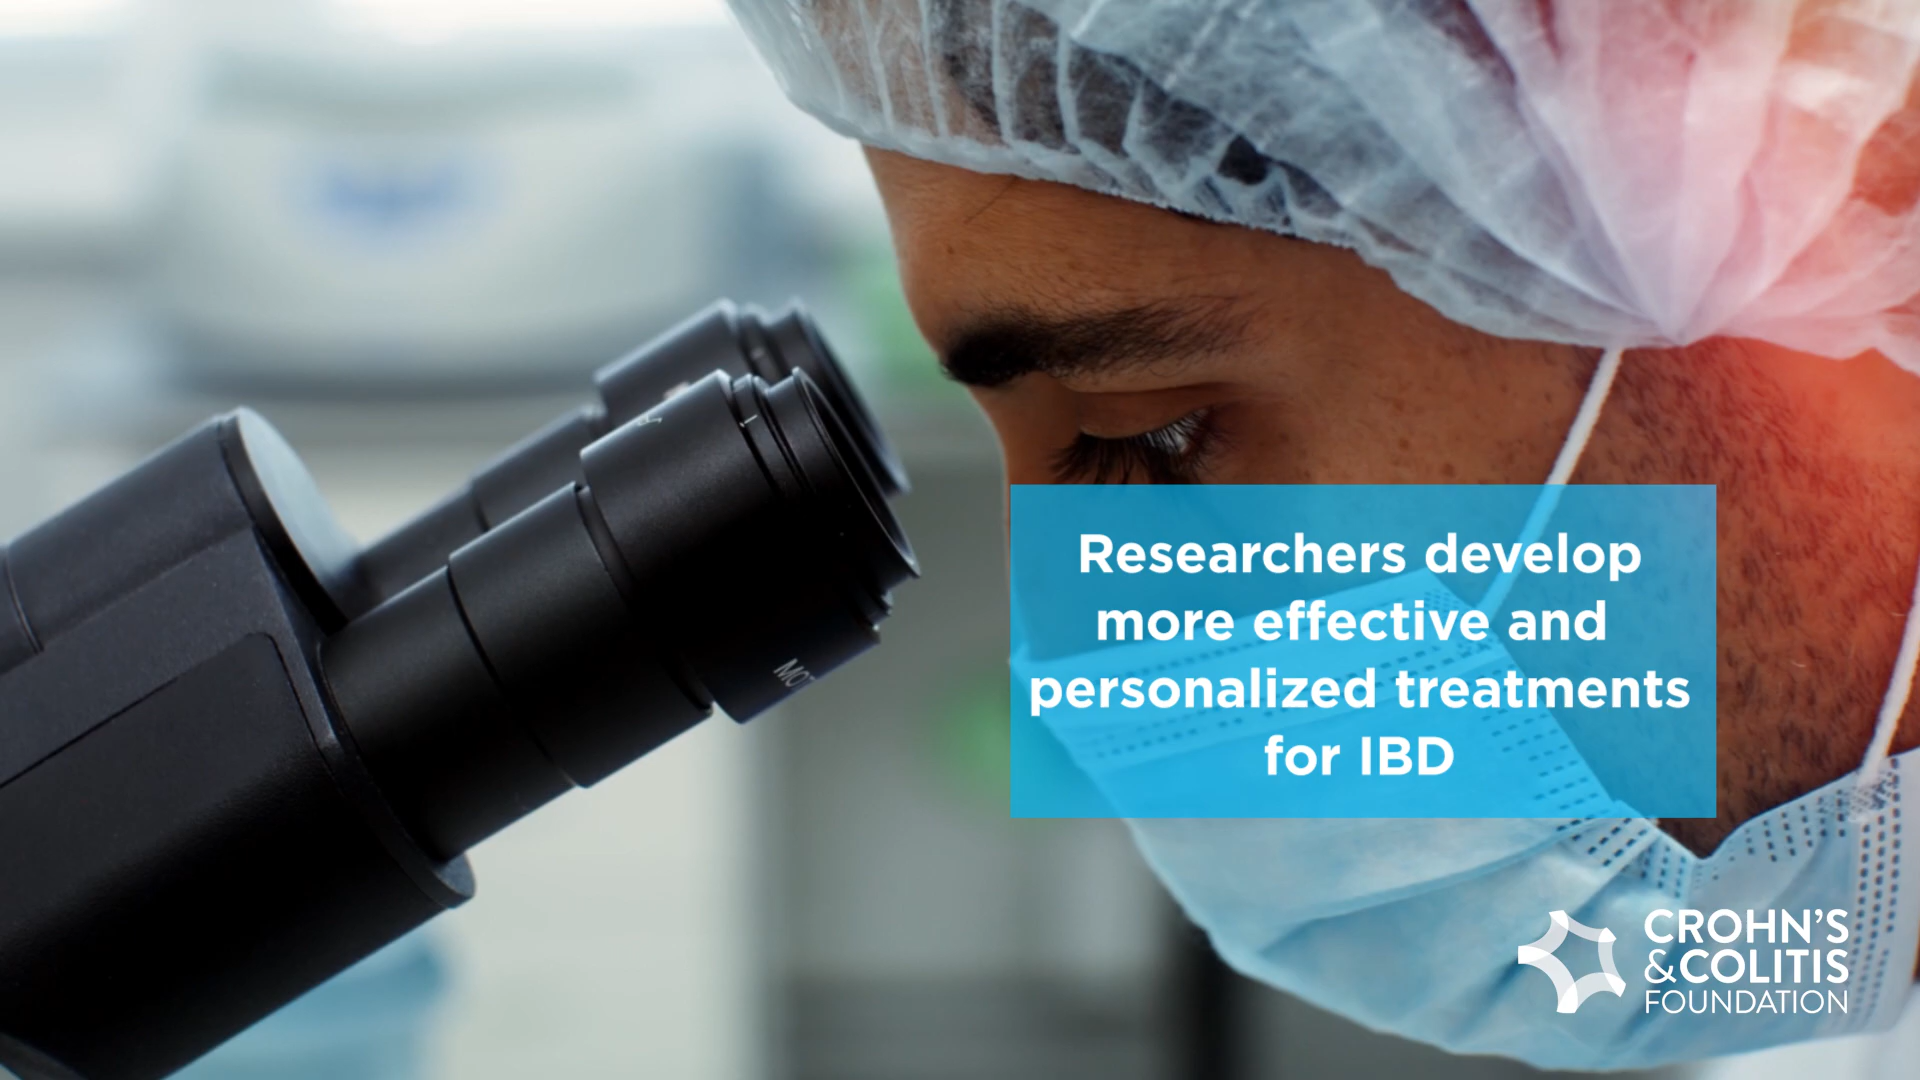 Researchers develop
more effective and
personalized treatments
for IBD
CROHN'S
&COLITIS
FOUNDATION